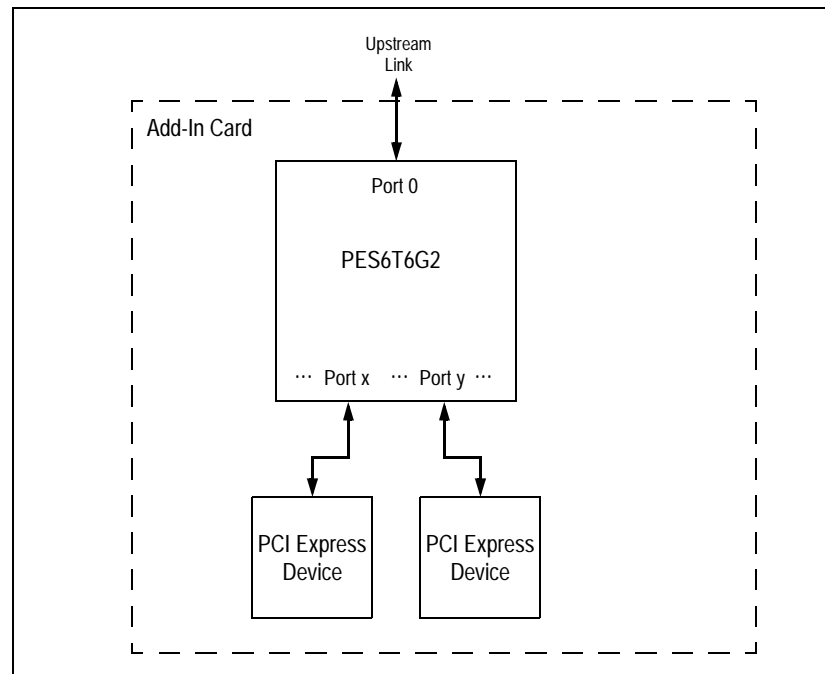 Upstream
Link
Add-In Card
Port 0
PES6T6G2
··· Port x ··· Port y ···
PCI Express
Device
PCI Express
Device